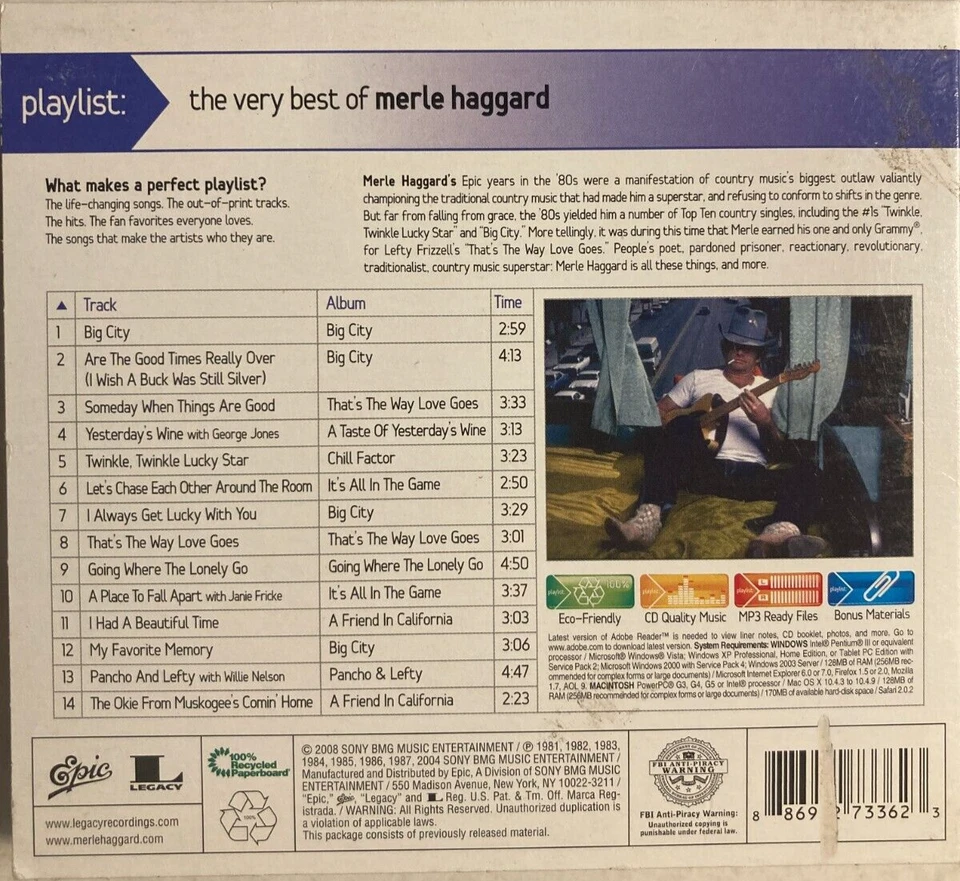 playlist: the very best of merle haggard
What makes a perfect playlist?
The life-changing songs. The out-of-print tracks.
The hits. The fan favorites everyone loves.
The songs that make the artists who they are.
Merle Haggard's Epic years in the '80s were a manifestation of country music's biggest outlaw valiantly
championing the traditional country music that had made him a superstar, and refusing to conform to shifts in the genre.
But far from falling from grace, the '80s yielded him a number of Top Ten country singles, including the #1s "Twinkle,
Twinkle Lucky Star" and "Big City." More tellingly, it was during this time that Merle earned his one and only Grammy®,
for Lefty Frizzell's "That's The Way Love Goes." People's poet, pardoned prisoner, reactionary, revolutionary,
traditionalist, country music superstar: Merle Haggard is all these things, and more.
▲ Track Album Time
1 Big City Big City 2:59
2 Are The Good Times Really Over Big City 4:13
(I Wish A Buck Was Still Silver)
3 Someday When Things Are Good That's The Way Love Goes 3:33
4 Yesterday's Wine with George Jones A Taste Of Yesterday's Wine 3:13
5 Twinkle, Twinkle Lucky Star Chill Factor 3:23
6 Let's Chase Each Other Around The Room It's All In The Game 2:50
7 I Always Get Lucky With You Big City 3:29
8 That's The Way Love Goes That's The Way Love Goes 3:01
9 Going Where The Lonely Go Going Where The Lonely Go 4:50
10 A Place To Fall Apart with Janie Fricke It's All In The Game 3:37
11 I Had A Beautiful Time A Friend In California 3:03
12 My Favorite Memory Big City 3:06
13 Pancho And Lefty with Willie Nelson Pancho & Lefty 4:47
14 The Okie From Muskogee's Comin' Home A Friend In California 2:23
playlist: 100% playlist: playlist: playlist:
Eco-Friendly CD Quality Music MP3 Ready Files Bonus Materials
Latest version of Adobe Reader™ is needed to view liner notes, CD booklet, photos, and more. Go to
www.adobe.com to download latest version. System Requirements: WINDOWS Intel® Pentium® III or equivalent
processor / Microsoft® Windows® Vista; Windows XP Professional, Home Edition, or Tablet PC Edition with
Service Pack 2; Microsoft Windows 2000 with Service Pack 4; Windows 2003 Server / 128MB of RAM (256MB rec-
ommended for complex forms or large documents) / Microsoft Internet Explorer 6.0 or 7.0, Firefox 1.5 or 2.0, Mozilla
1.7, AOL 9. MACINTOSH PowerPC® G3, G4, G5 or Intel® processor / Mac OS X 10.4.3 to 10.4.9 / 128MB of
RAM (256MB recommended for complex forms or large documents) / 170MB of available hard-disk space / Safari 2.0.2
Epic
L
LEGACY
www.legacyrecordings.com
www.merlehaggard.com
100%
Recycled
Paperboard
100%
© 2008 SONY BMG MUSIC ENTERTAINMENT / ℗ 1981, 1982, 1983,
1984, 1985, 1986, 1987, 2004 SONY BMG MUSIC ENTERTAINMENT /
Manufactured and Distributed by Epic, A Division of SONY BMG MUSIC
ENTERTAINMENT / 550 Madison Avenue, New York, NY 10022-3211 /
"Epic," Epic, "Legacy" and L Reg. U.S. Pat. & Tm. Off. Marca Reg-
istrada. / WARNING: All Rights Reserved. Unauthorized duplication is
a violation of applicable laws.
This package consists of previously released material.
FBI ANTI-PIRACY
WARNING
FBI Anti-Piracy Warning:
Unauthorized copying is
punishable under federal law.
8 869 73362 3